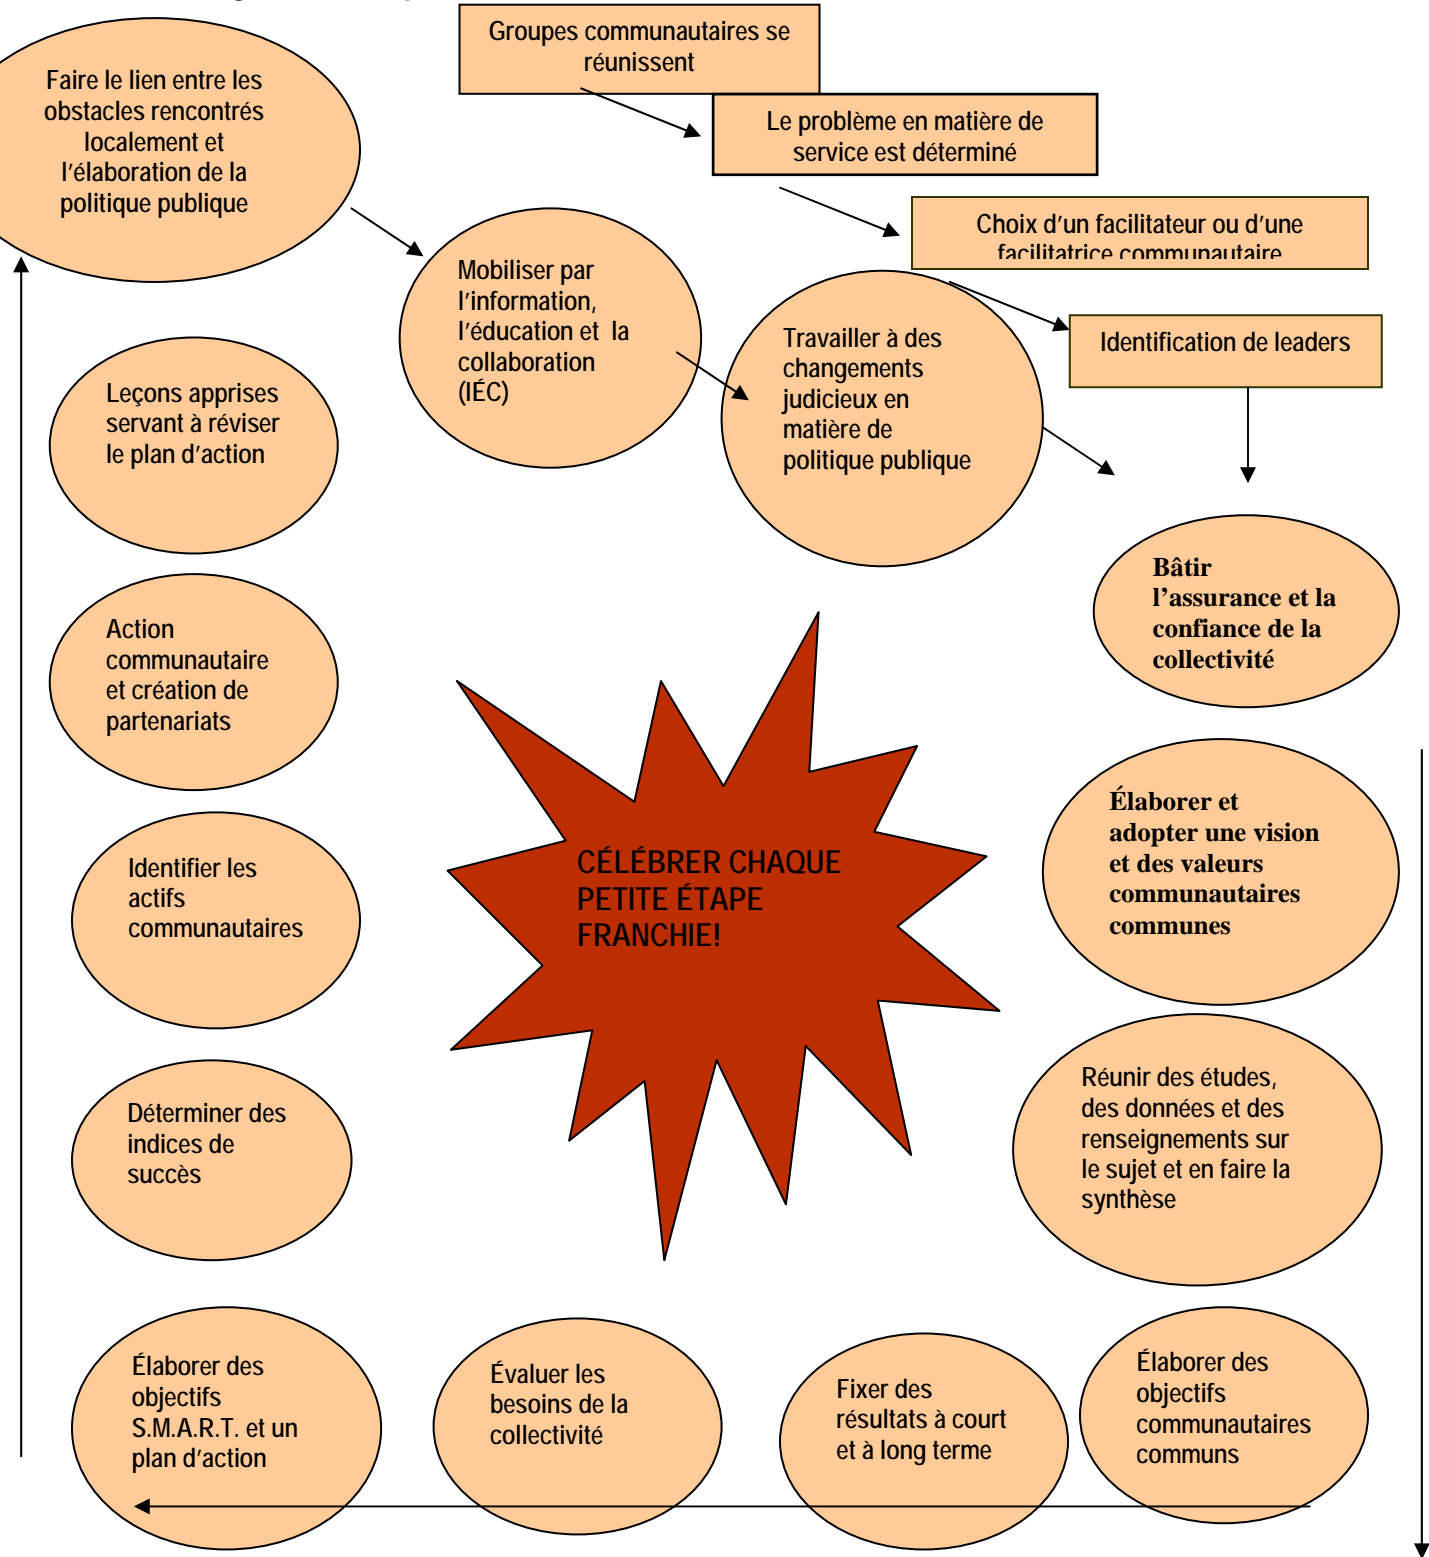 Groupes communautaires se
réunissent
Le problème en matière de
service est déterminé
Choix d'un facilitateur ou d'une
facilitatrice communautaire
Identification de leaders
Faire le lien entre les
obstacles rencontrés
localement et
l'élaboration de la
politique publique
Mobiliser par
l'information,
l'éducation et la
collaboration
(IÉC)
Travailler à des
changements
judicieux en
matière de
politique publique
Bâtir
l'assurance et la
confiance de la
collectivité
Élaborer et
adopter une vision
et des valeurs
communautaires
communes
Réunir des études,
des données et des
renseignements sur
le sujet et en faire la
synthèse
Élaborer des
objectifs
communautaires
communs
Fixer des
résultats à court
et à long terme
Évaluer les
besoins de la
collectivité
Élaborer des
objectifs
S.M.A.R.T. et un
plan d'action
Déterminer des
indices de
succès
Identifier les
actifs
communautaires
Action
communautaire
et création de
partenariats
Leçons apprises
servant à réviser
le plan d'action
CÉLÉBRER CHAQUE
PETITE ÉTAPE
FRANCHIE!